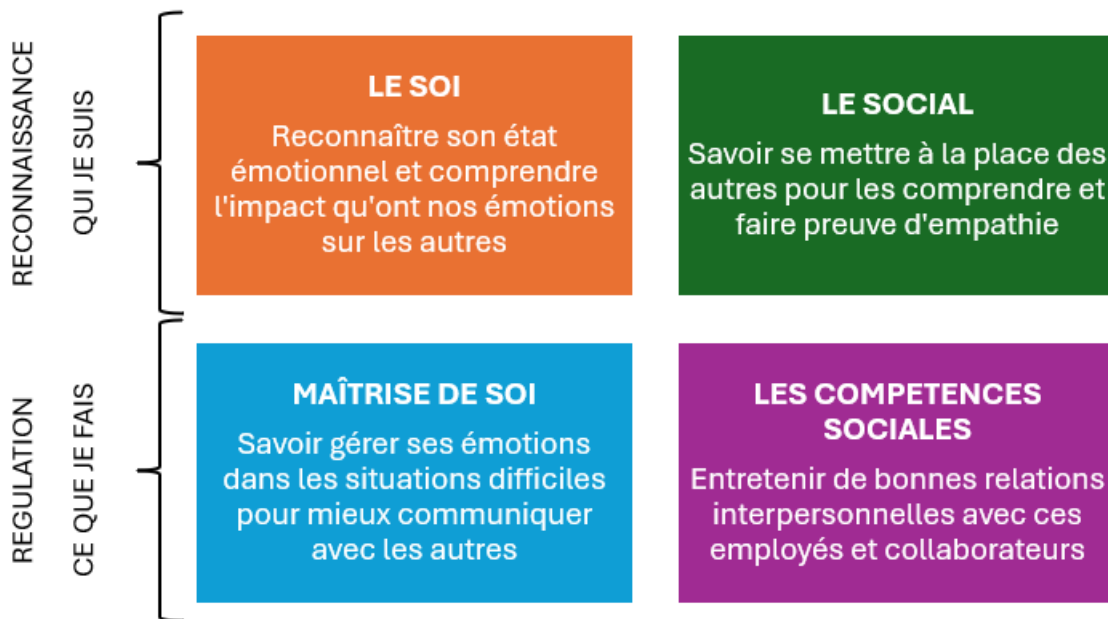 RECONNAISSANCE
QUI JE SUIS
LE SOI
Reconnaître son état
émotionnel et comprendre
l'impact qu'ont nos émotions
sur les autres
LE SOCIAL
Savoir se mettre à la place des
autres pour les comprendre et
faire preuve d'empathie
REGULATION
CE QUE JE FAIS
MAÎTRISE DE SOI
Savoir gérer ses émotions
dans les situations difficiles
pour mieux communiquer
avec les autres
LES COMPETENCES
SOCIALES
Entretenir de bonnes relations
interpersonnelles avec ces
employés et collaborateurs